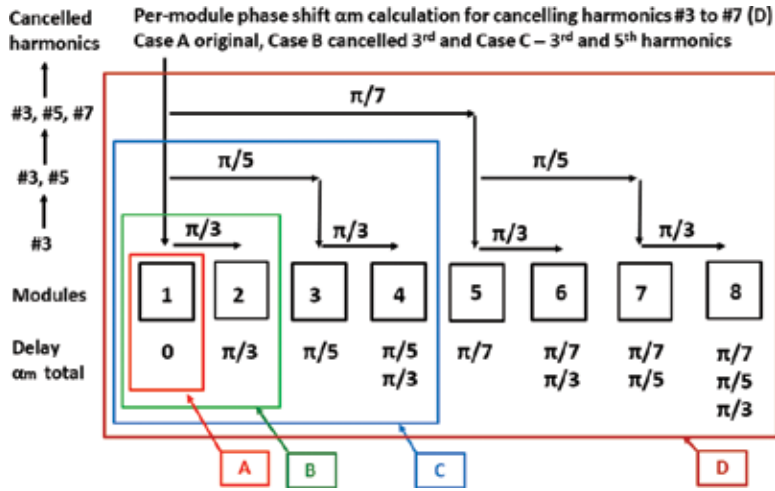 Cancelled
harmonics
Per-module phase shift αm calculation for cancelling harmonics #3 to #7 (D)
Case A original, Case B cancelled 3rd and Case C – 3rd and 5th harmonics
π/7
#3, #5, #7
π/5
π/5
#3, #5
π/3
π/3
π/3
π/3
#3
Modules
1
2
3
4
5
6
7
8
Delay
αm total
0
π/3
π/5
π/5
π/3
π/7
π/7
π/3
π/7
π/5
π/7
π/5
π/3
A
B
C
D